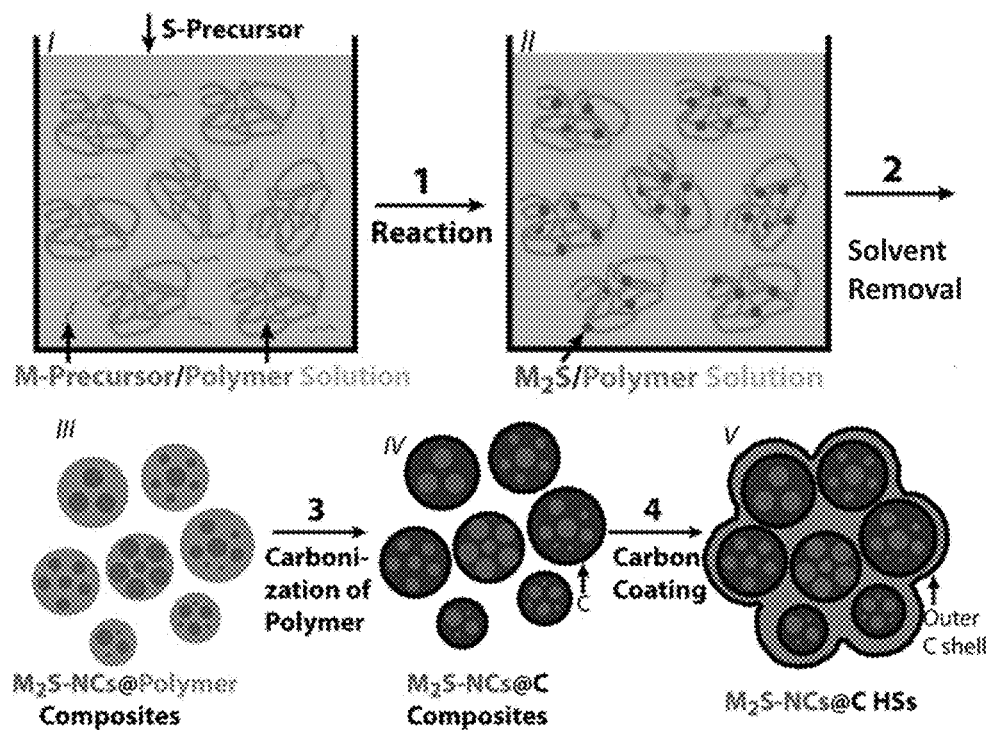 I
S-Precursor
II
1
Reaction
2
Solvent
Removal
M-Precursor/Polymer Solution
M₂S/Polymer Solution
III
IV
V
3
Carboni-
zation of
Polymer
4
Carbon
Coating
C
Outer
C shell
M₂S-NCs@Polymer
Composites
M₂S-NCs@C
Composites
M₂S-NCs@C HSs